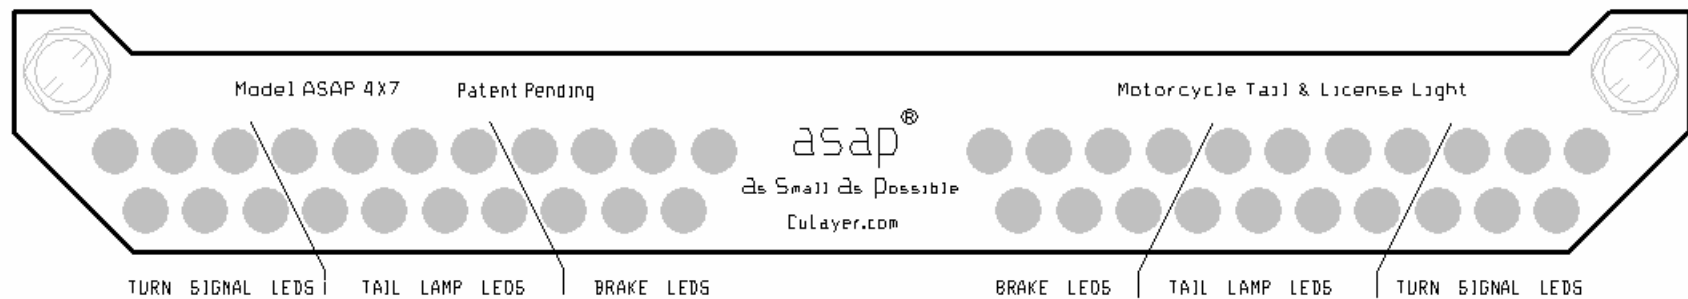 Model ASAP 4X7 Patent Pending Motorcycle Tail & License Light
asap®
as Small as Possible
CuLayer.com
TURN SIGNAL LEDS TAIL LAMP LEDS BRAKE LEDS BRAKE LEDS TAIL LAMP LEDS TURN SIGNAL LEDS